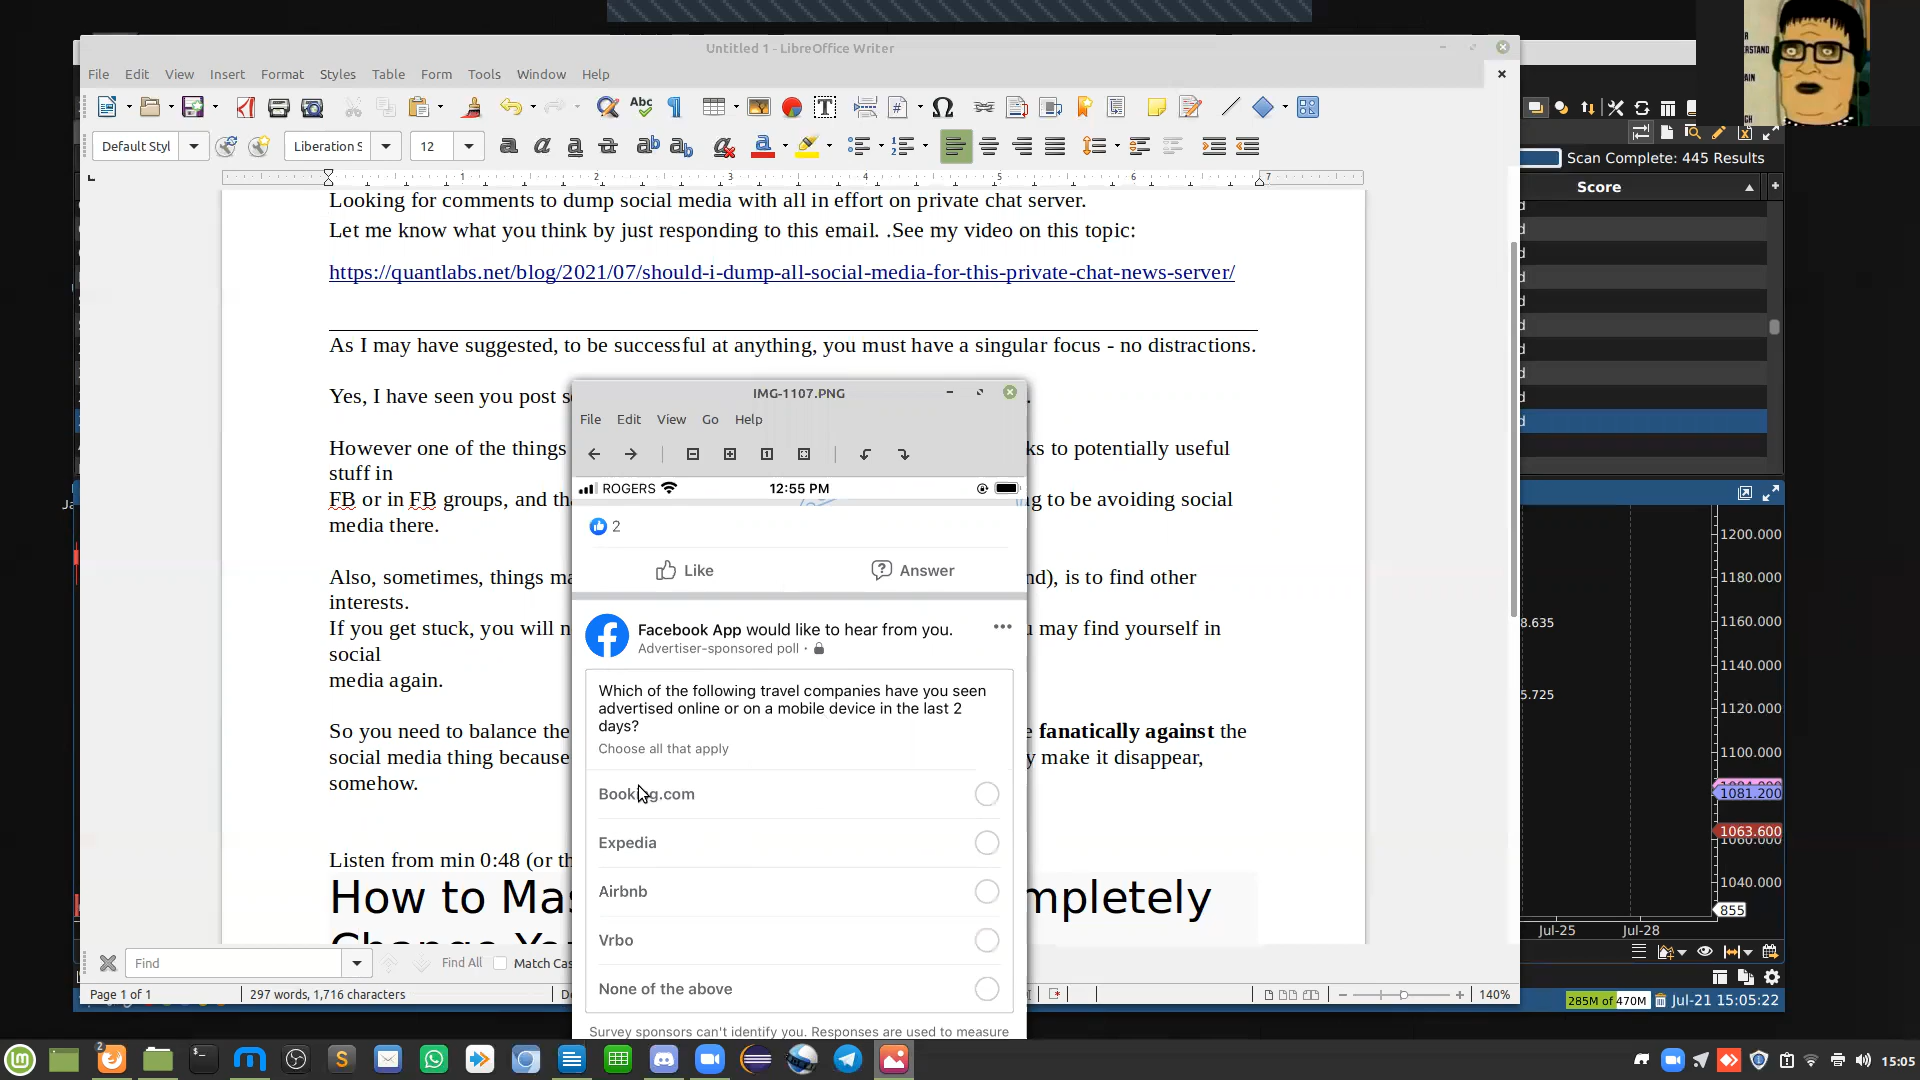 Untitled 1 - LibreOffice Writer
File Edit View Insert Format Styles Table Form Tools Window Help
Default Styl
Liberation S
12
1 2 3 4 5 6 7
Looking for comments to dump social media with all in effort on private chat server.
Let me know what you think by just responding to this email. .See my video on this topic:
https://quantlabs.net/blog/2021/07/should-i-dump-all-social-media-for-this-private-chat-news-server/
As I may have suggested, to be successful at anything, you must have a singular focus - no distractions.
Yes, I have seen you post s
However one of the things
ks to potentially useful
stuff in
FB or in FB groups, and tha
g to be avoiding social
media there.
Also, sometimes, things ma
nd), is to find other
interests.
If you get stuck, you will n
u may find yourself in
social
media again.
So you need to balance the
e fanatically against the
social media thing because
y make it disappear,
somehow.
Listen from min 0:48 (or th
How to Mas
mpletely
IMG-1107.PNG
File Edit View Go Help
ROGERS
12:55 PM
2
Like
Answer
Facebook App would like to hear from you.
Advertiser-sponsored poll ·
Which of the following travel companies have you seen
advertised online or on a mobile device in the last 2
days?
Choose all that apply
Booking.com
Expedia
Airbnb
Vrbo
None of the above
Survey sponsors can't identify you. Responses are used to measure
Find
Find All
Match Cas
Page 1 of 1
297 words, 1,716 characters
140%
Scan Complete: 445 Results
Score
1200.000
1180.000
1160.000
1140.000
1120.000
1100.000
1081.200
1063.600
1040.000
855
8.635
5.725
Jul-25
Jul-28
285M of 470M
Jul-21 15:05:22
2
15:05